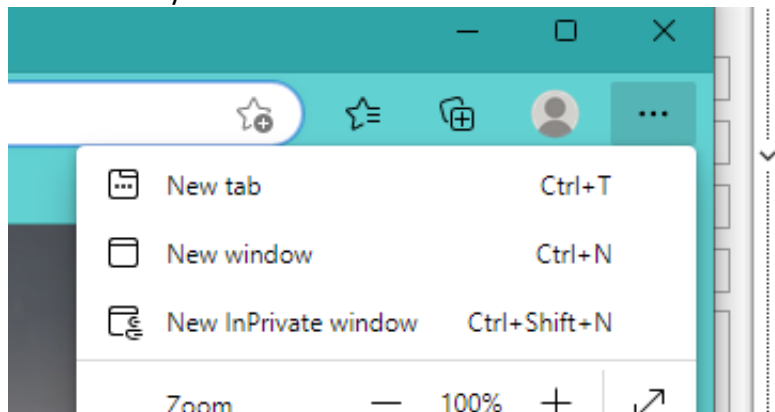 New tab Ctrl+T
New window Ctrl+N
New InPrivate window Ctrl+Shift+N
Zoom — 100% +